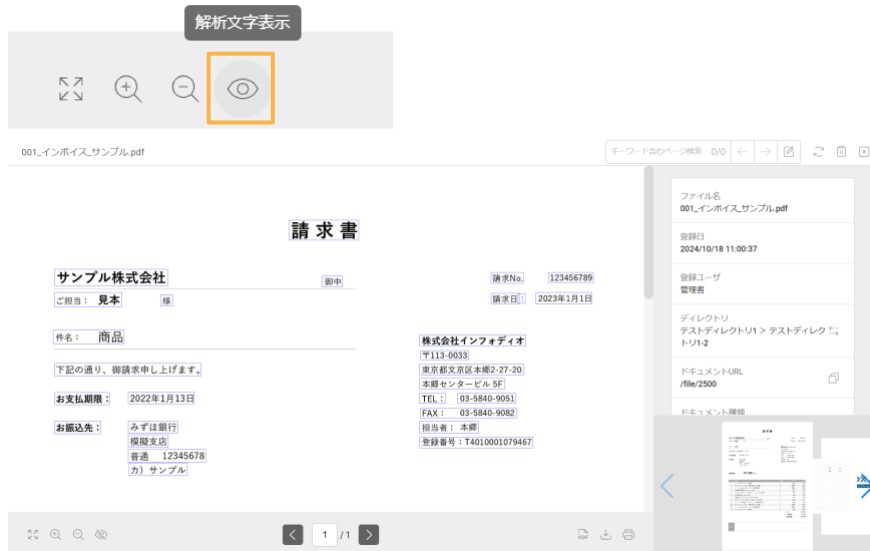 解析文字表示
001_インボイス_サンプル.pdf
キーワード含むページ検索 0/0
請求書
サンプル株式会社 御中
ご担当： 見本 様
件名： 商品
下記の通り、御請求申し上げます。
お支払期限： 2022年1月13日
お振込先： みずほ銀行
模擬支店
普通 12345678
カ）サンプル
請求No. 123456789
請求日： 2023年1月1日
株式会社インフォディオ
〒113-0033
東京都文京区本郷2-27-20
本郷センタービル 5F
TEL： 03-5840-9051
FAX： 03-5840-9082
担当者： 本郷
登録番号：T4010001079467
ファイル名
001_インボイス_サンプル.pdf
登録日
2024/10/18 11:00:37
登録ユーザ
管理者
ディレクトリ
テストディレクトリ1 > テストディレク
トリ1-2
ドキュメントURL
/file/2500
ドキュメント種類
1 /1
PDF